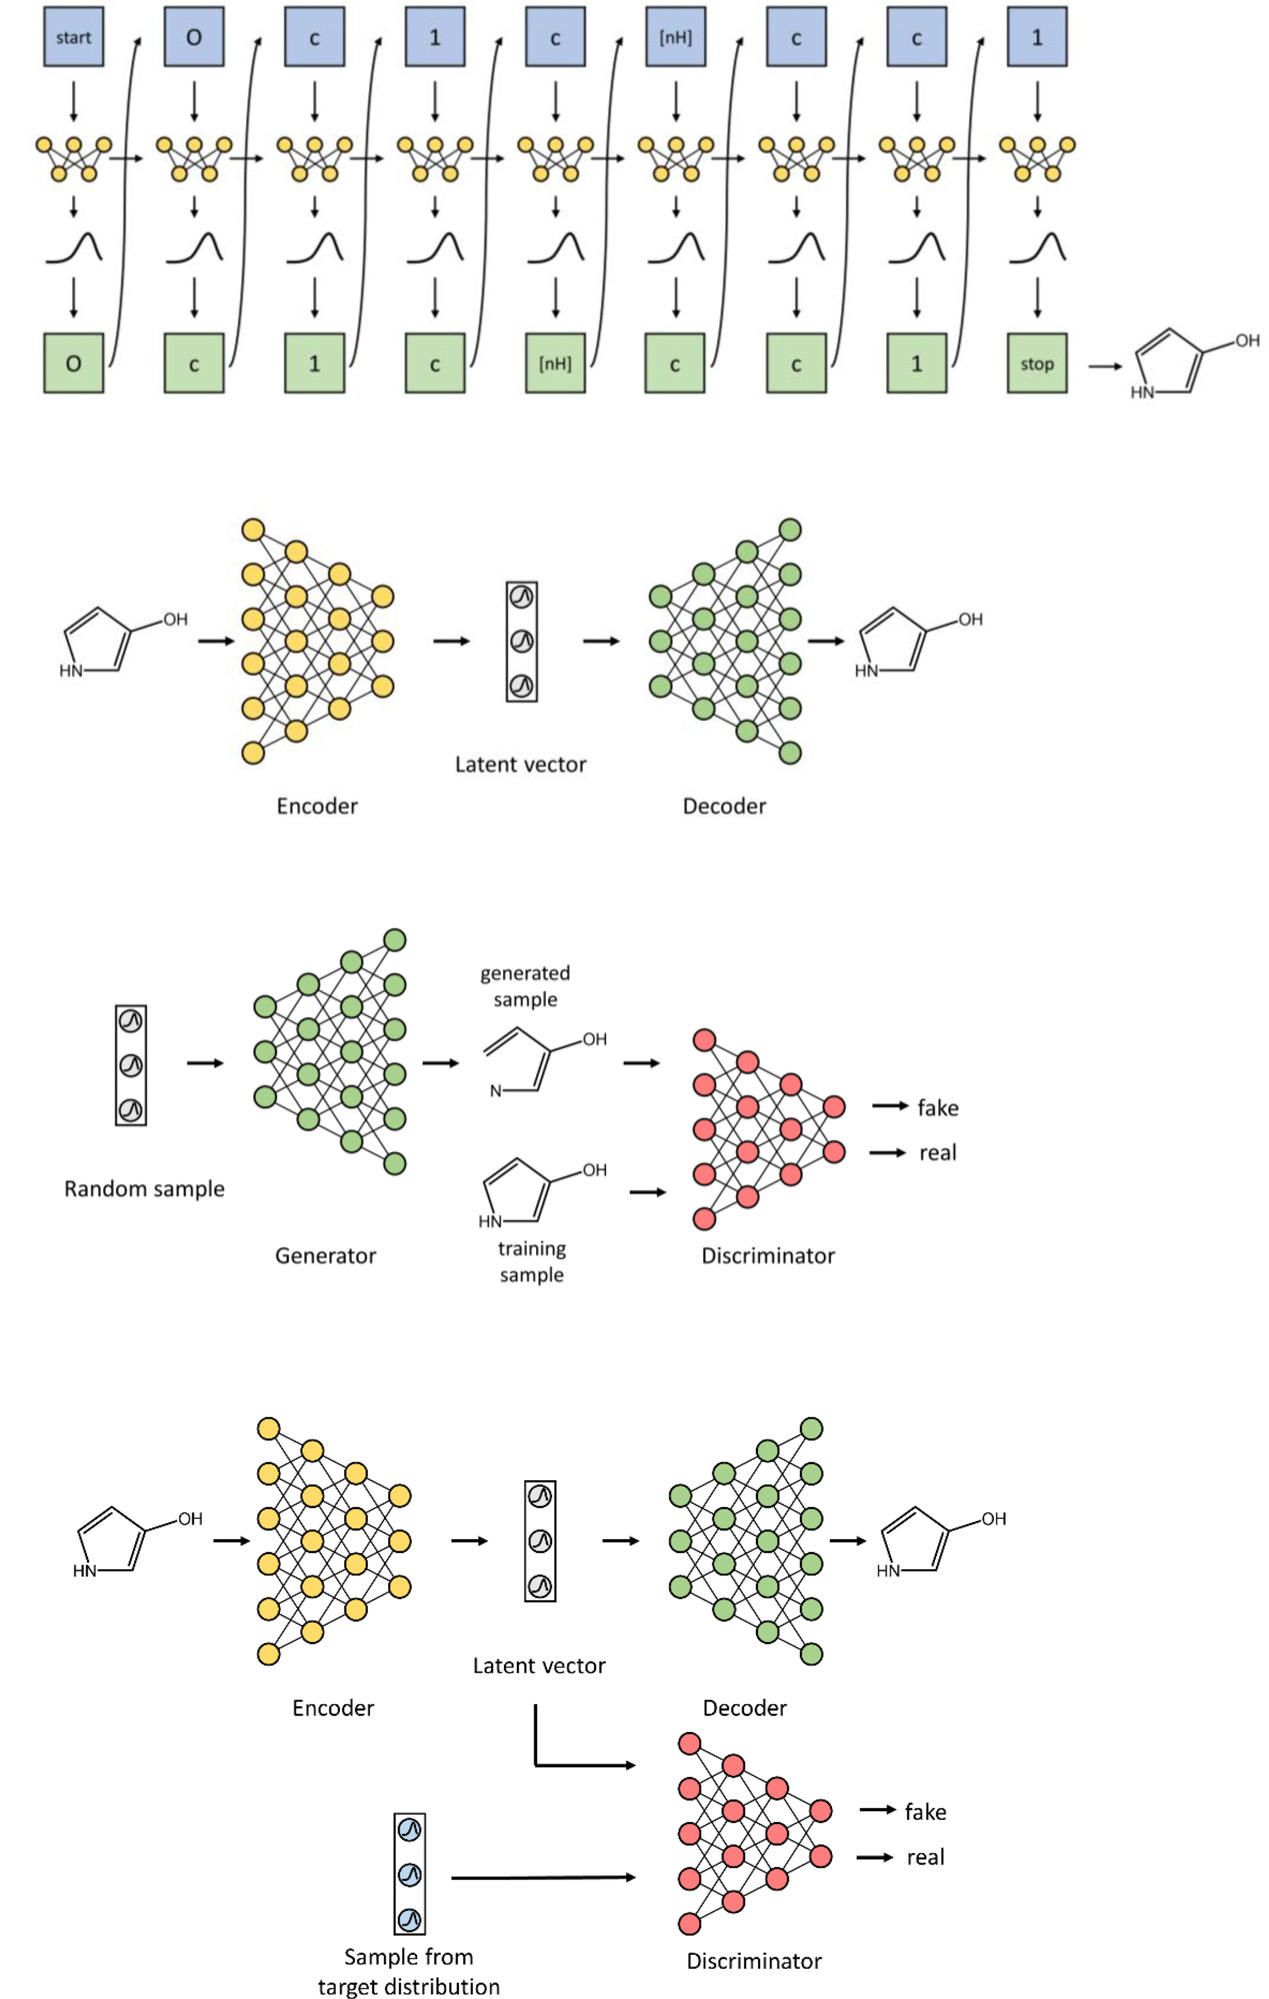 start O c 1 c [nH] c c 1
O c 1 c [nH] c c 1 stop
OH
HN
OH
HN
OH
HN
Latent vector
Encoder
Decoder
generated
sample
OH
N
fake
real
OH
HN
Random sample
training
sample
Generator
Discriminator
OH
HN
OH
HN
Latent vector
Encoder
Decoder
fake
real
Sample from
target distribution
Discriminator